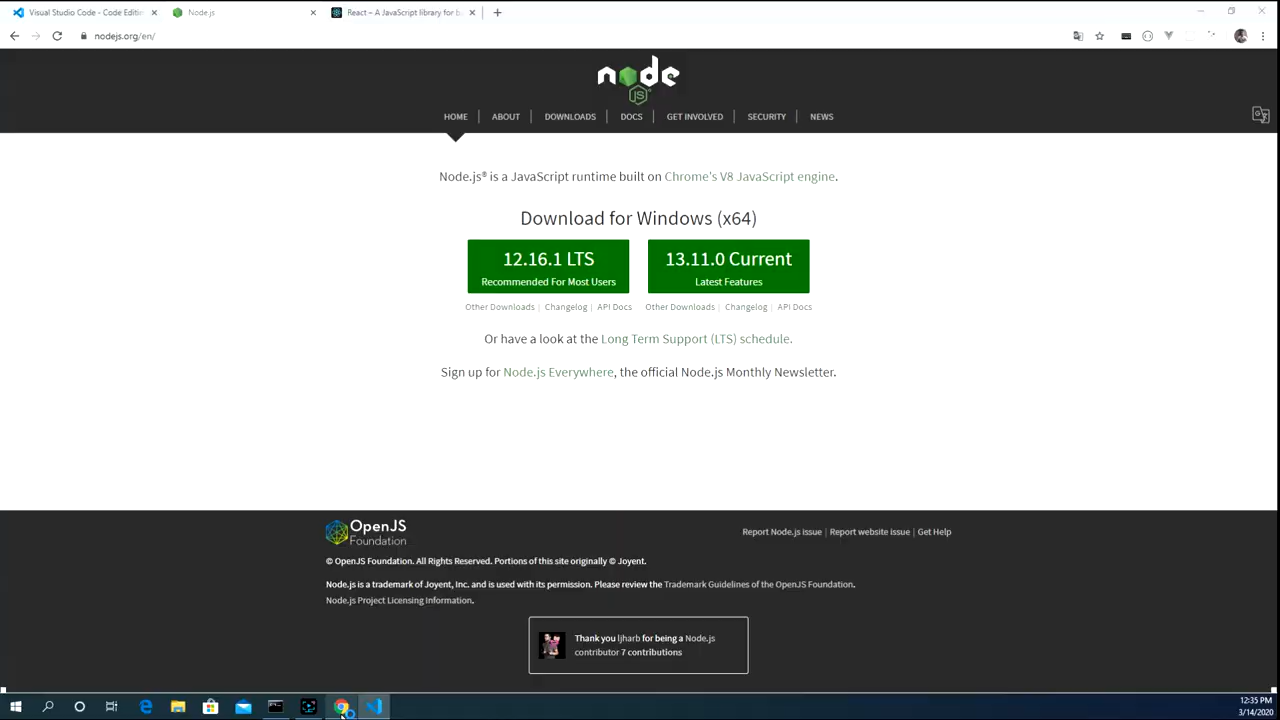 Visual Studio Code - Code Editin
Node.js
React – A JavaScript library for bu
nodejs.org/en/
node
JS
HOME
ABOUT
DOWNLOADS
DOCS
GET INVOLVED
SECURITY
NEWS
Node.js® is a JavaScript runtime built on Chrome's V8 JavaScript engine.
Download for Windows (x64)
12.16.1 LTS
Recommended For Most Users
13.11.0 Current
Latest Features
Other Downloads | Changelog | API Docs
Other Downloads | Changelog | API Docs
Or have a look at the Long Term Support (LTS) schedule.
Sign up for Node.js Everywhere, the official Node.js Monthly Newsletter.
OpenJS
Foundation
Report Node.js issue | Report website issue | Get Help
© OpenJS Foundation. All Rights Reserved. Portions of this site originally © Joyent.
Node.js is a trademark of Joyent, Inc. and is used with its permission. Please review the Trademark Guidelines of the OpenJS Foundation.
Node.js Project Licensing Information.
Thank you ljharb for being a Node.js
contributor 7 contributions
12:35 PM
3/14/2020